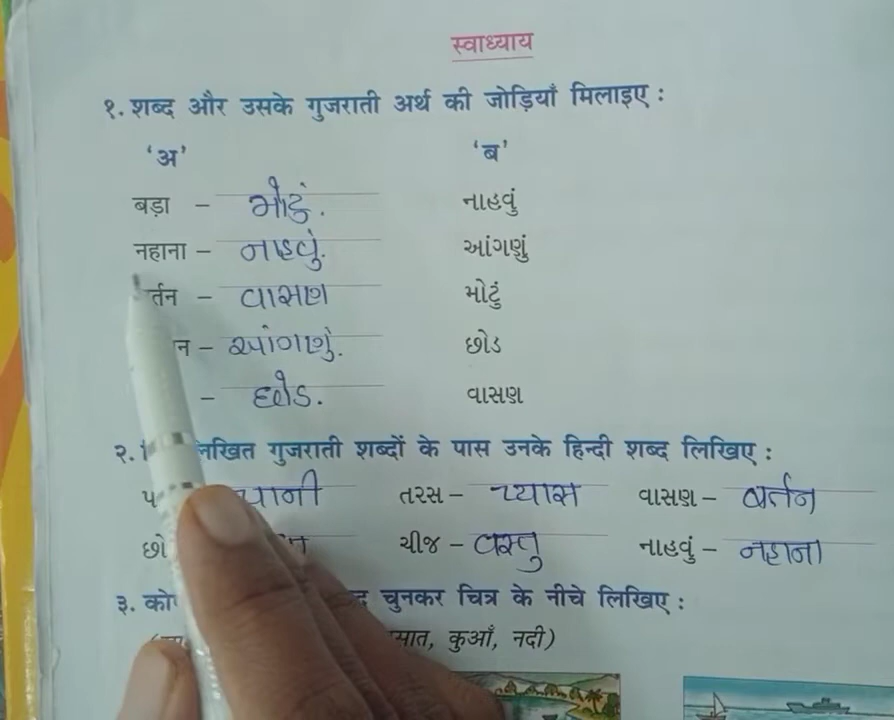 स्वाध्याय
१. शब्द और उसके गुजराती अर्थ की जोड़ियाँ मिलाइए :
'अ' 'ब'
बड़ा - મોટું. નાહવું
नहाना - નાહવું. આંગણું
र्तन - વાસણ મોટું
न - આંગણું. છોડ
- છોડ. વાસણ
२. लिखित गुजराती शब्दों के पास उनके हिन्दी शब्द लिखिए :
पानी તરસ - प्यास વાસણ - बर्तन
છો ચીજ - वस्तु નાહવું - नहाना
३. चुनकर चित्र के नीचे लिखिए :
कुआँ, नदी)